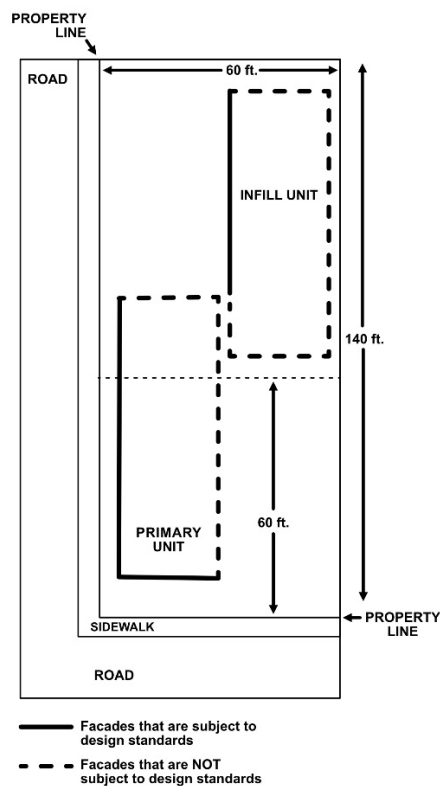 PROPERTY
LINE
ROAD
60 ft.
INFILL UNIT
140 ft.
60 ft.
PRIMARY
UNIT
PROPERTY
LINE
SIDEWALK
ROAD
Facades that are subject to
design standards
Facades that are NOT
subject to design standards